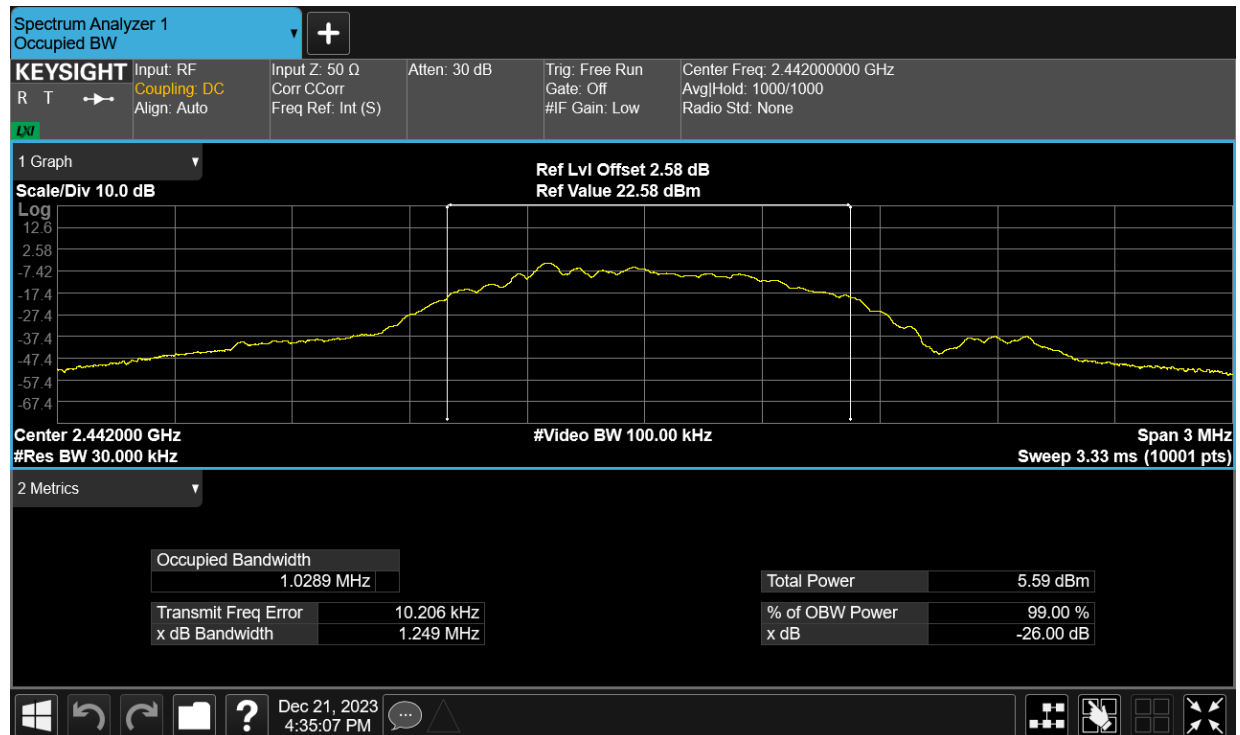 Spectrum Analyzer 1
Occupied BW
+
KEYSIGHT Input: RF Input Z: 50 Ω Atten: 30 dB Trig: Free Run Center Freq: 2.442000000 GHz
R T Coupling: DC Corr CCorr Gate: Off Avg|Hold: 1000/1000
Align: Auto Freq Ref: Int (S) #IF Gain: Low Radio Std: None
LXI
1 Graph Ref Lvl Offset 2.58 dB
Scale/Div 10.0 dB Ref Value 22.58 dBm
Log
12.6
2.58
-7.42
-17.4
-27.4
-37.4
-47.4
-57.4
-67.4
Center 2.442000 GHz #Video BW 100.00 kHz Span 3 MHz
#Res BW 30.000 kHz Sweep 3.33 ms (10001 pts)
2 Metrics
Occupied Bandwidth
1.0289 MHz Total Power 5.59 dBm
Transmit Freq Error 10.206 kHz % of OBW Power 99.00 %
x dB Bandwidth 1.249 MHz x dB -26.00 dB
? Dec 21, 2023
4:35:07 PM